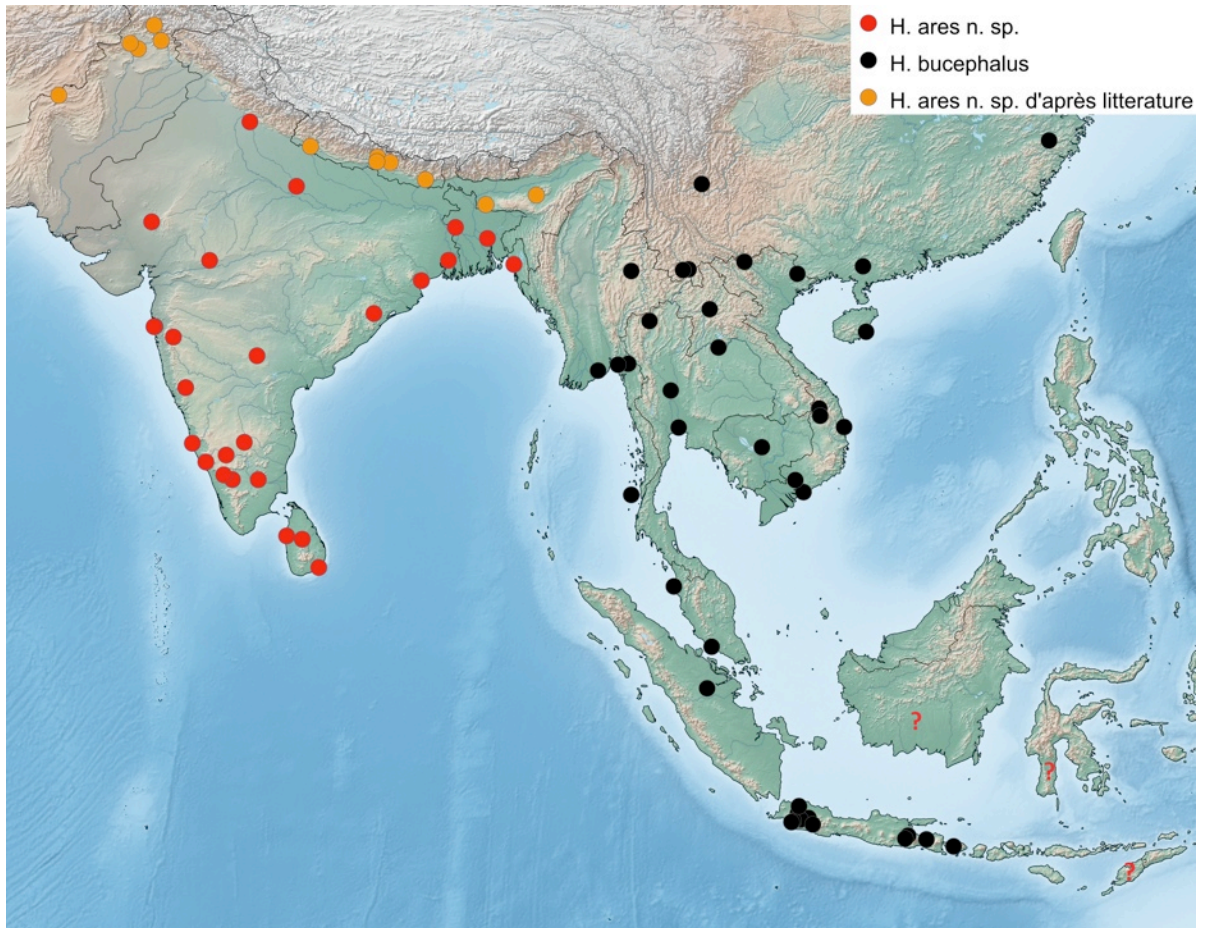 H. ares n. sp.
H. bucephalus
H. ares n. sp. d'après litterature
?
?
?